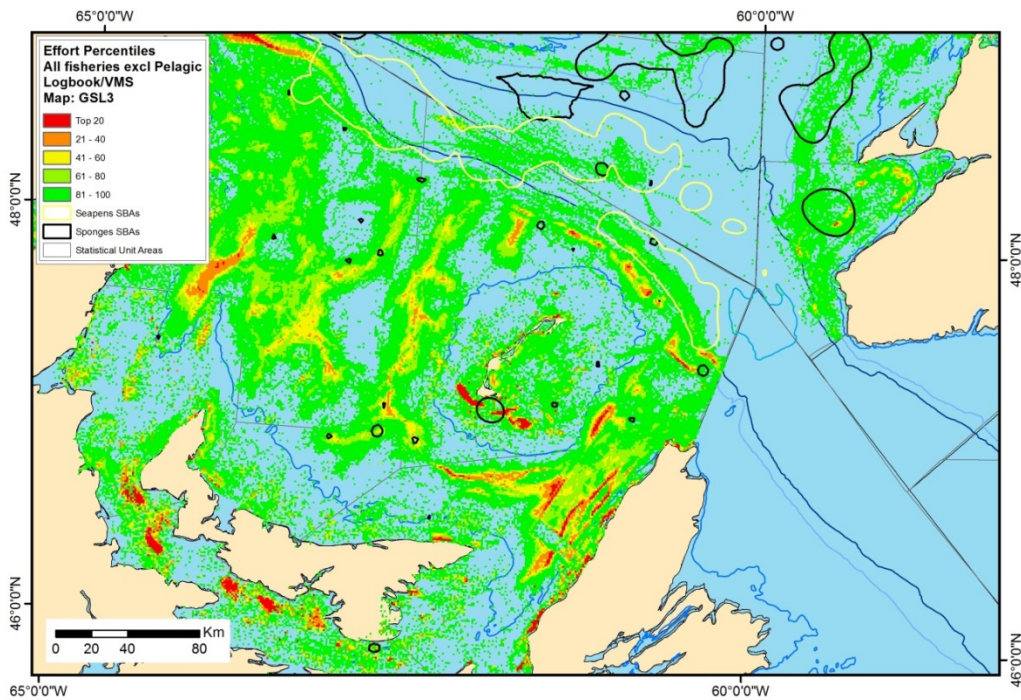 65°0'0"W
60°0'0"W
Effort Percentiles
All fisheries excl Pelagic
Logbook/VMS
Map: GSL3
Top 20
21 - 40
41 - 60
61 - 80
81 - 100
Seapens SBAs
Sponges SBAs
Statistical Unit Areas
48°0'0"N
48°0'0"N
46°0'0"N
46°0'0"N
Km
0 20 40 80
65°0'0"W
60°0'0"W